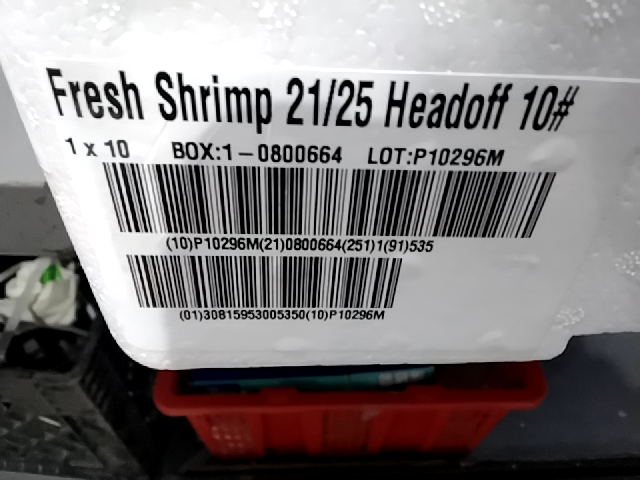 Fresh Shrimp 21/25 Headoff 10#
1 x 10 BOX:1-0800664 LOT:P10296M
(10)P10296M(21)0800664(251)1(91)535
(01)30815953005350(10)P10296M